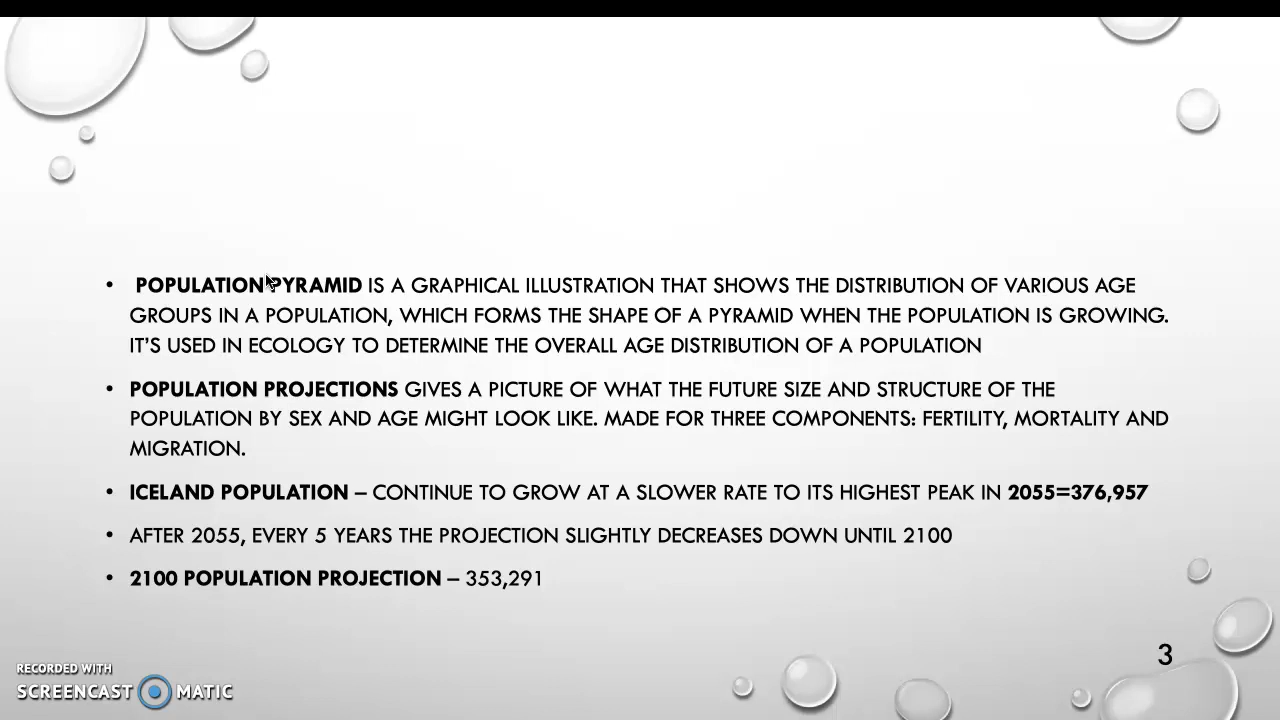 • POPULATION PYRAMID IS A GRAPHICAL ILLUSTRATION THAT SHOWS THE DISTRIBUTION OF VARIOUS AGE
GROUPS IN A POPULATION, WHICH FORMS THE SHAPE OF A PYRAMID WHEN THE POPULATION IS GROWING.
IT’S USED IN ECOLOGY TO DETERMINE THE OVERALL AGE DISTRIBUTION OF A POPULATION
• POPULATION PROJECTIONS GIVES A PICTURE OF WHAT THE FUTURE SIZE AND STRUCTURE OF THE
POPULATION BY SEX AND AGE MIGHT LOOK LIKE. MADE FOR THREE COMPONENTS: FERTILITY, MORTALITY AND
MIGRATION.
• ICELAND POPULATION – CONTINUE TO GROW AT A SLOWER RATE TO ITS HIGHEST PEAK IN 2055=376,957
• AFTER 2055, EVERY 5 YEARS THE PROJECTION SLIGHTLY DECREASES DOWN UNTIL 2100
• 2100 POPULATION PROJECTION – 353,291
3
RECORDED WITH
SCREENCAST MATIC